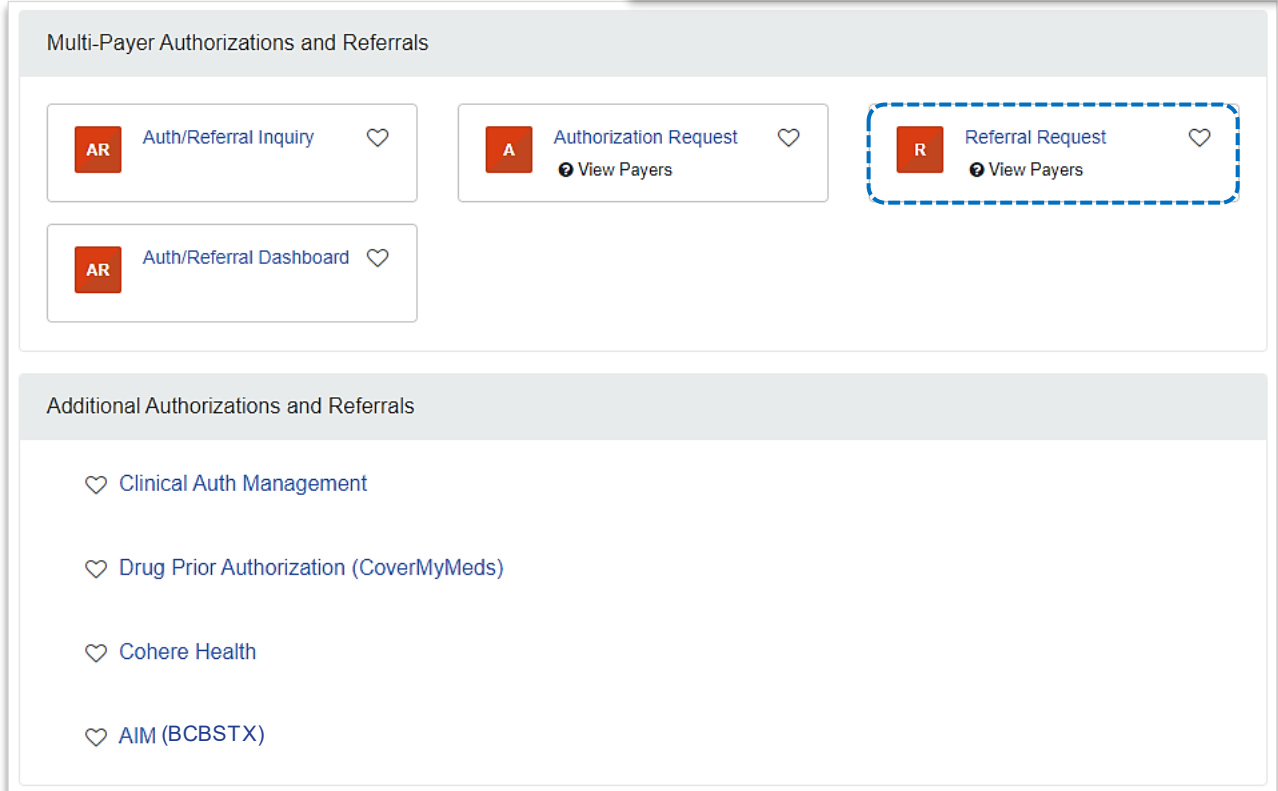 Multi-Payer Authorizations and Referrals
AR Auth/Referral Inquiry
A Authorization Request
? View Payers
R Referral Request
? View Payers
AR Auth/Referral Dashboard
Additional Authorizations and Referrals
Clinical Auth Management
Drug Prior Authorization (CoverMyMeds)
Cohere Health
AIM (BCBSTX)